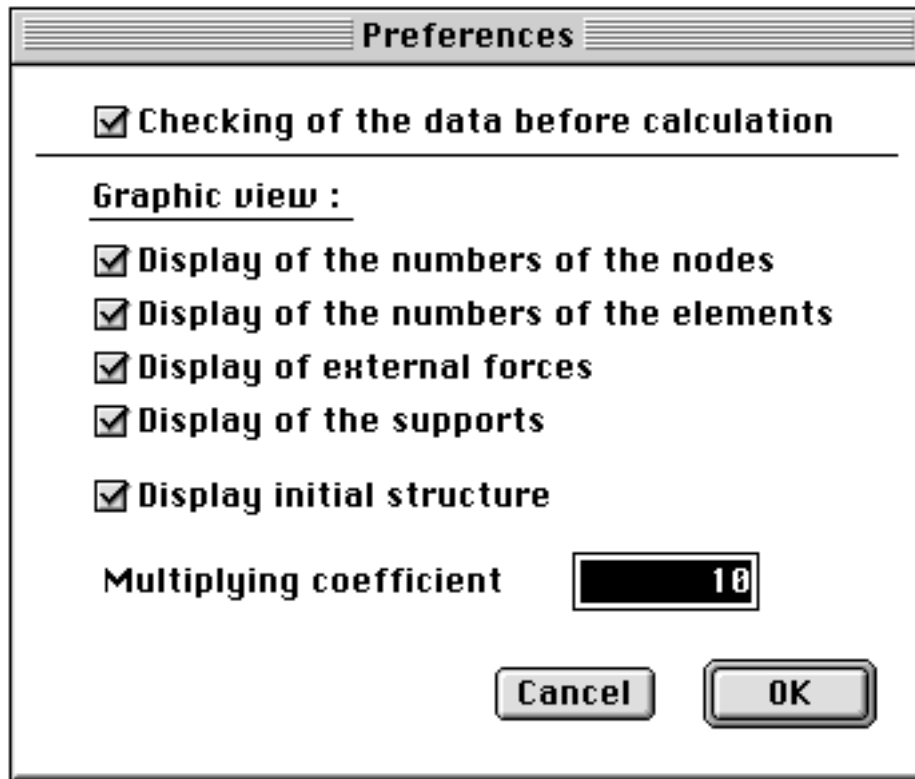 Preferences
Checking of the data before calculation
Graphic view :
Display of the numbers of the nodes
Display of the numbers of the elements
Display of external forces
Display of the supports
Display initial structure
Multiplying coefficient 10
Cancel OK